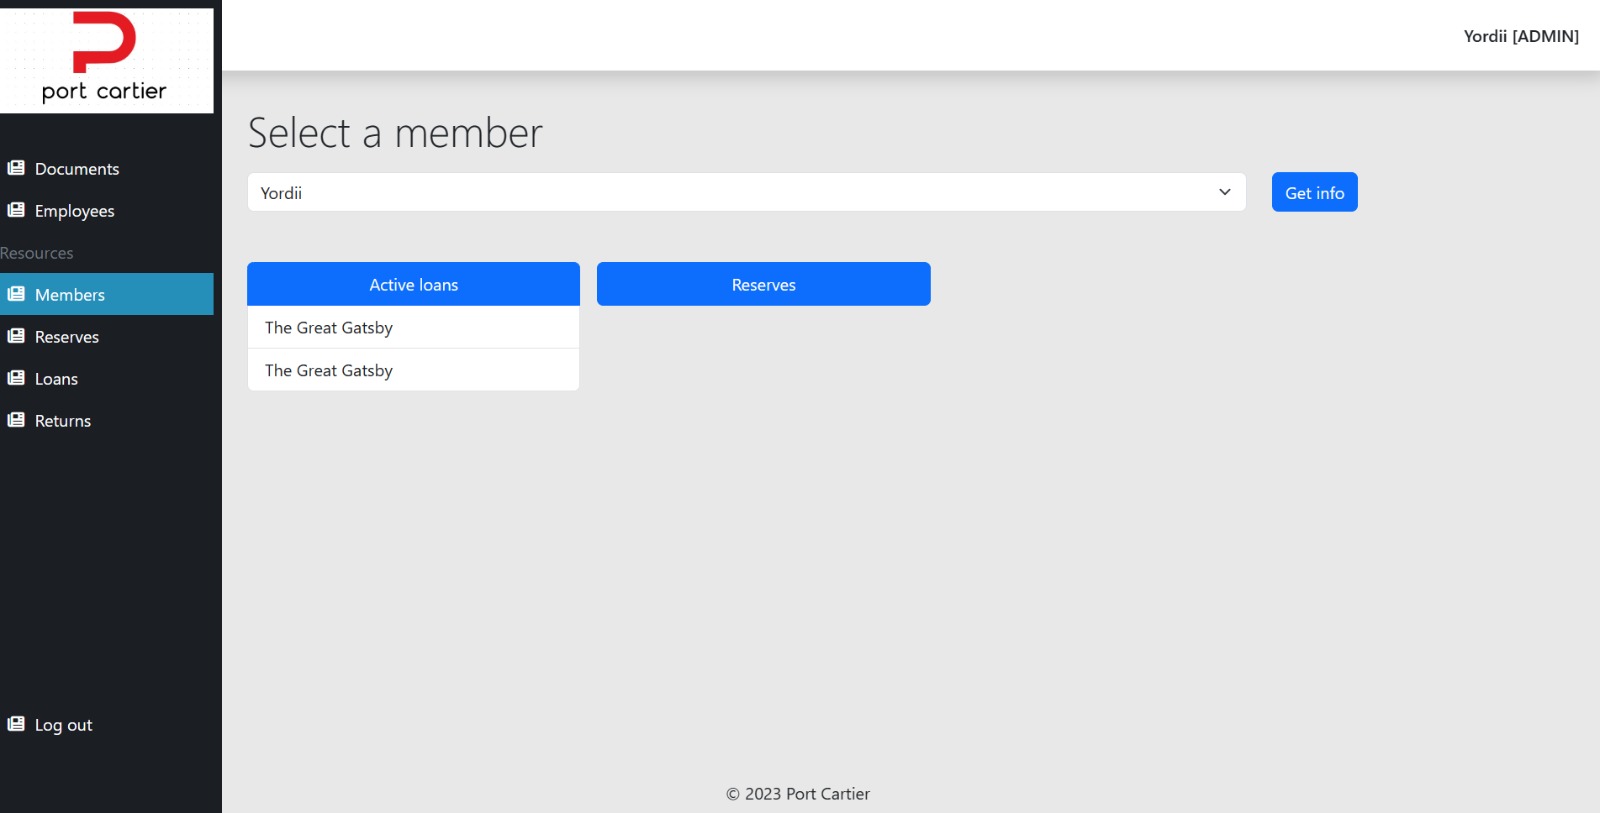 port cartier
Yordii [ADMIN]
Documents
Employees
Resources
Members
Reserves
Loans
Returns
Log out
Select a member
Yordii
Get info
Active loans
The Great Gatsby
The Great Gatsby
Reserves
© 2023 Port Cartier